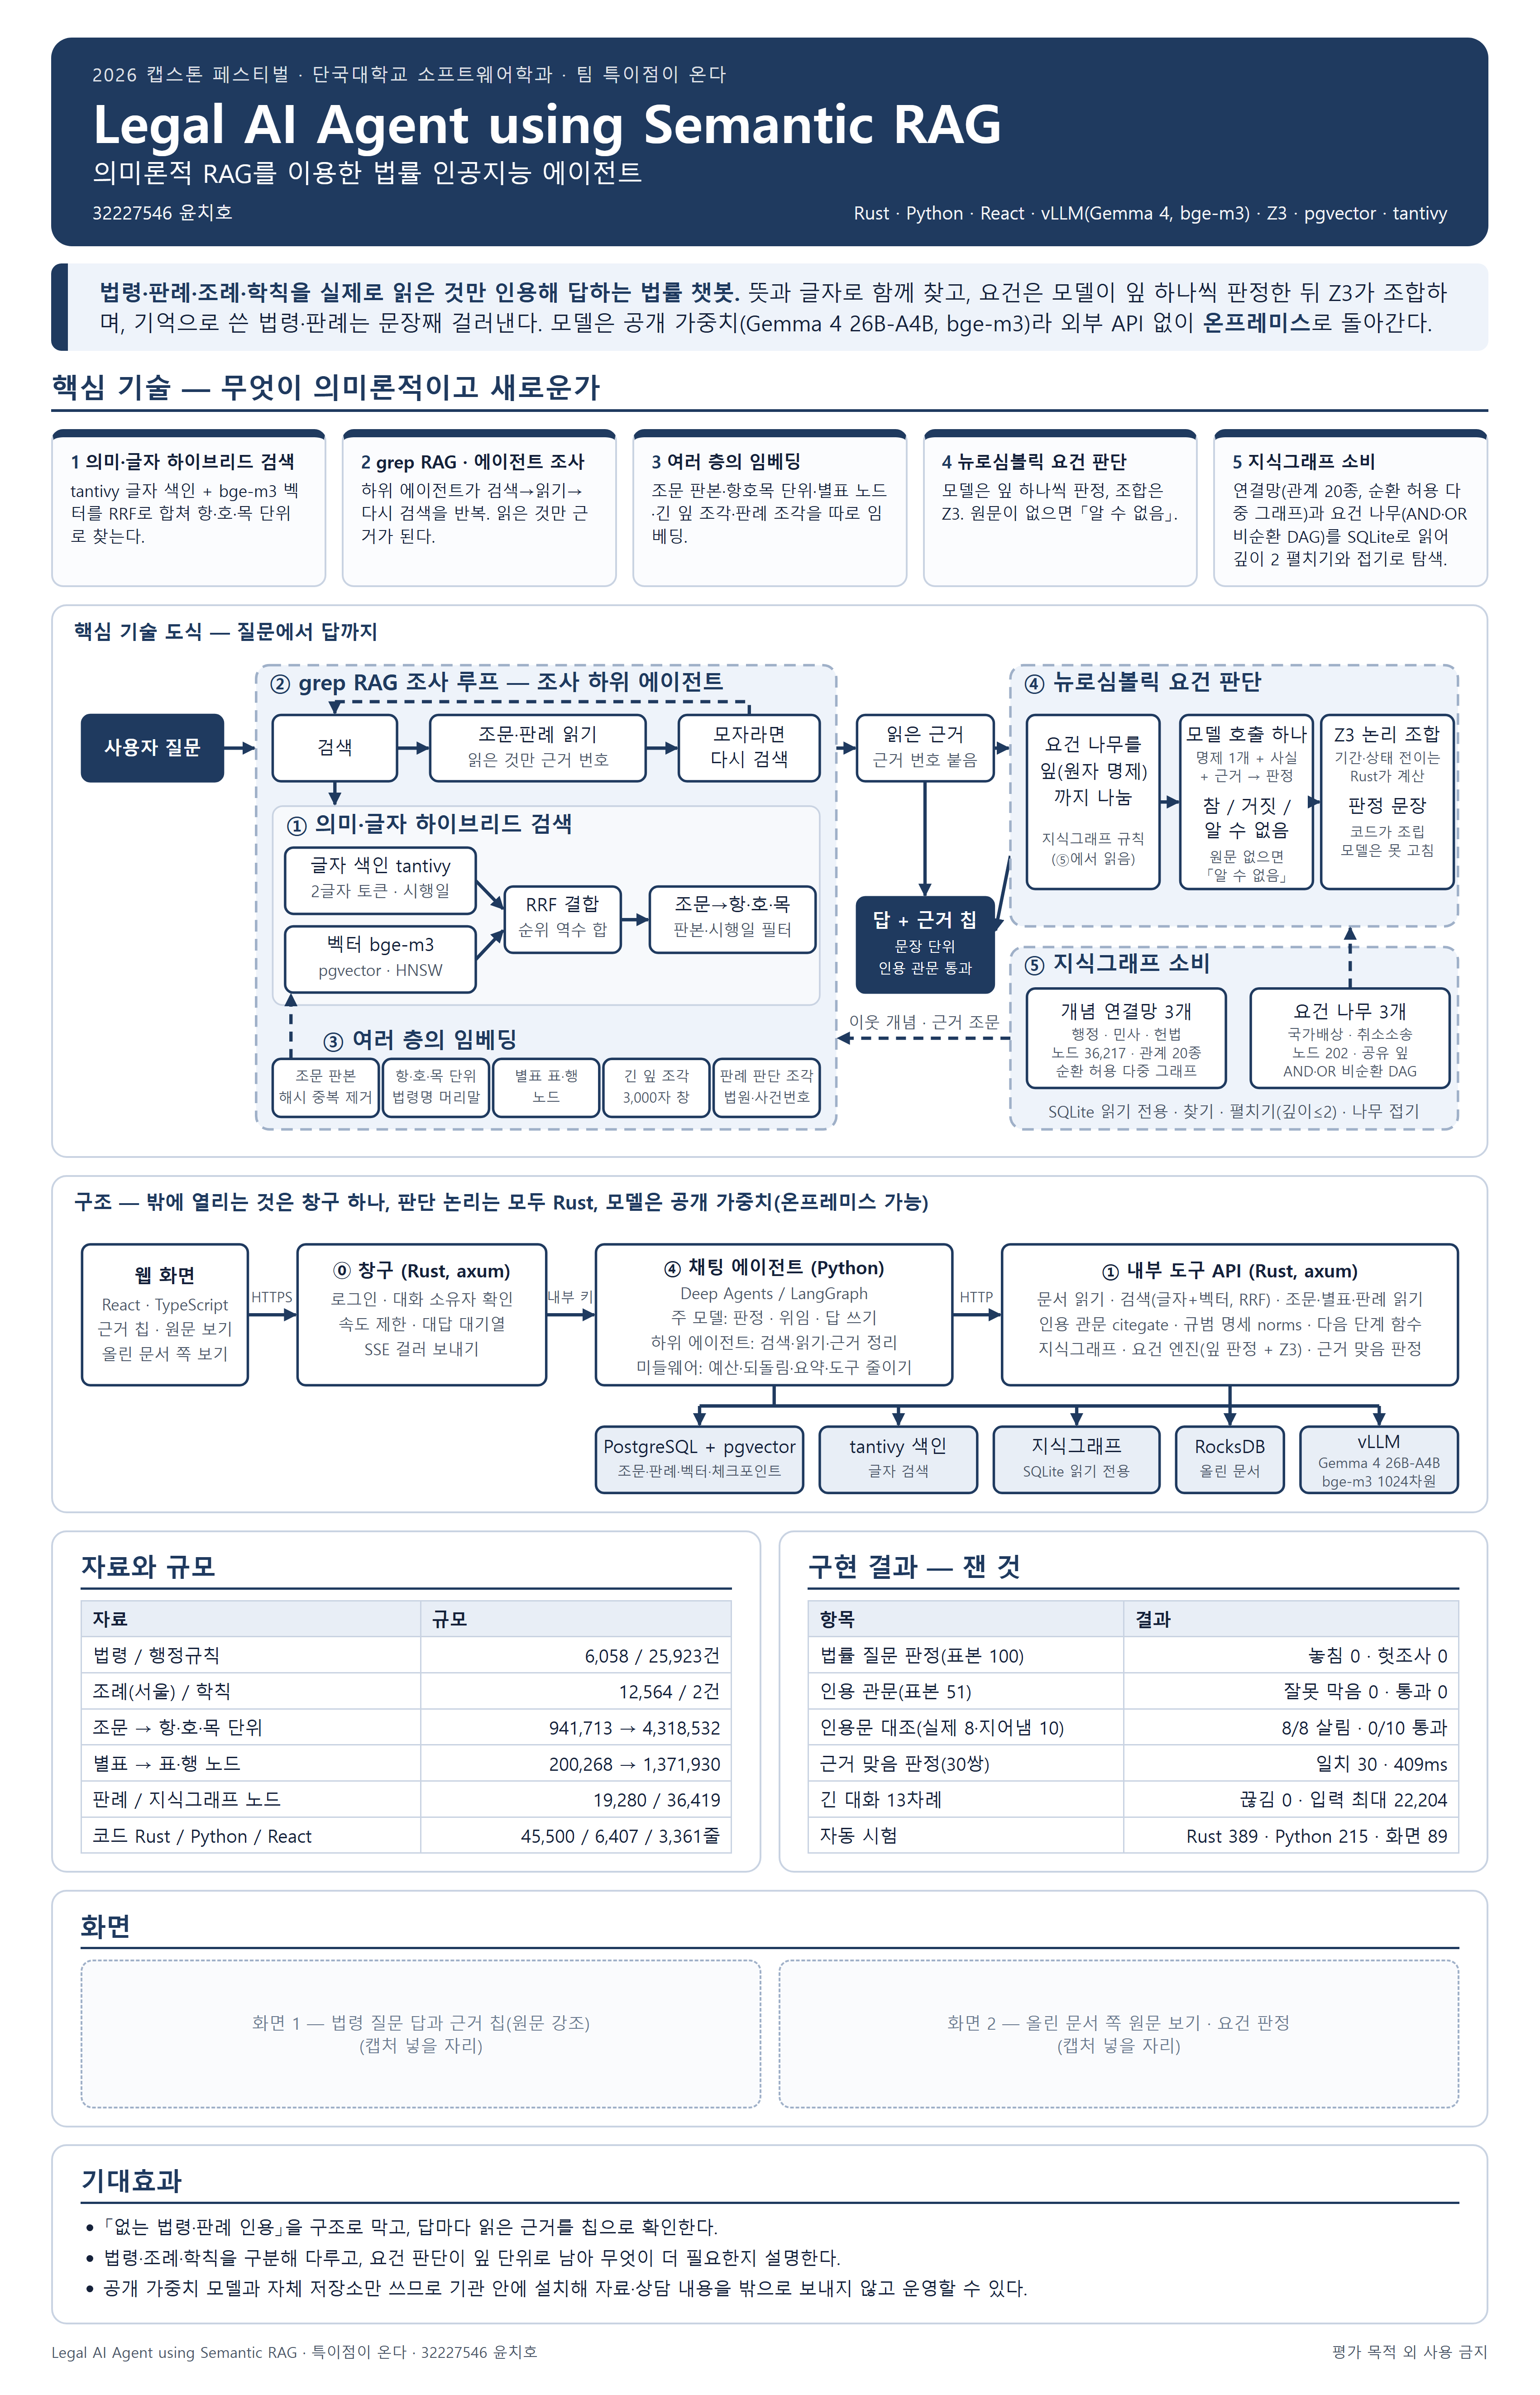 2026 캡스톤 페스티벌 · 단국대학교 소프트웨어학과 · 팀 특이점이 온다
Legal AI Agent using Semantic RAG
의미론적 RAG를 이용한 법률 인공지능 에이전트
32227546 윤치호
Rust · Python · React · vLLM(Gemma 4, bge-m3) · Z3 · pgvector · tantivy
법령·판례·조례·학칙을 실제로 읽은 것만 인용해 답하는 법률 챗봇. 뜻과 글자로 함께 찾고, 요건은 모델이 잎 하나씩 판정한 뒤 Z3가 조합하
며, 기억으로 쓴 법령·판례는 문장째 걸러낸다. 모델은 공개 가중치(Gemma 4 26B-A4B, bge-m3)라 외부 API 없이 온프레미스로 돌아간다.
핵심 기술 — 무엇이 의미론적이고 새로운가
1 의미·글자 하이브리드 검색
tantivy 글자 색인 + bge-m3 벡
터를 RRF로 합쳐 항·호·목 단위
로 찾는다.
2 grep RAG · 에이전트 조사
하위 에이전트가 검색→읽기→
다시 검색을 반복. 읽은 것만 근
거가 된다.
3 여러 층의 임베딩
조문 판본·항호목 단위·별표 노드
·긴 잎 조각·판례 조각을 따로 임
베딩.
4 뉴로심볼릭 요건 판단
모델은 잎 하나씩 판정, 조합은
Z3. 원문이 없으면 「알 수 없음」.
5 지식그래프 소비
연결망(관계 20종, 순환 허용 다
중 그래프)과 요건 나무(AND·OR
비순환 DAG)를 SQLite로 읽어
깊이 2 펼치기와 접기로 탐색.
핵심 기술 도식 — 질문에서 답까지
사용자 질문
② grep RAG 조사 루프 — 조사 하위 에이전트
검색
조문·판례 읽기
읽은 것만 근거 번호
모자라면
다시 검색
① 의미·글자 하이브리드 검색
글자 색인 tantivy
2글자 토큰 · 시행일
벡터 bge-m3
pgvector · HNSW
RRF 결합
순위 역수 합
조문→항·호·목
판본·시행일 필터
③ 여러 층의 임베딩
조문 판본
해시 중복 제거
항·호·목 단위
법령명 머리말
별표 표·행
노드
긴 잎 조각
3,000자 창
판례 판단 조각
법원·사건번호
읽은 근거
근거 번호 붙음
답 + 근거 칩
문장 단위
인용 관문 통과
이웃 개념 · 근거 조문
④ 뉴로심볼릭 요건 판단
요건 나무를
잎(원자 명제)
까지 나눔
지식그래프 규칙
(⑤에서 읽음)
모델 호출 하나
명제 1개 + 사실
+ 근거 → 판정
참 / 거짓 /
알 수 없음
원문 없으면
「알 수 없음」
Z3 논리 조합
기간·상태 전이는
Rust가 계산
판정 문장
코드가 조립
모델은 못 고침
⑤ 지식그래프 소비
개념 연결망 3개
행정 · 민사 · 헌법
노드 36,217 · 관계 20종
순환 허용 다중 그래프
요건 나무 3개
국가배상 · 취소소송
노드 202 · 공유 잎
AND·OR 비순환 DAG
SQLite 읽기 전용 · 찾기 · 펼치기(깊이≤2) · 나무 접기
구조 — 밖에 열리는 것은 창구 하나, 판단 논리는 모두 Rust, 모델은 공개 가중치(온프레미스 가능)
웹 화면
React · TypeScript
근거 칩 · 원문 보기
올린 문서 쪽 보기
HTTPS
⓪ 창구 (Rust, axum)
로그인 · 대화 소유자 확인
속도 제한 · 대답 대기열
SSE 걸러 보내기
내부 키
④ 채팅 에이전트 (Python)
Deep Agents / LangGraph
주 모델: 판정 · 위임 · 답 쓰기
하위 에이전트: 검색·읽기·근거 정리
미들웨어: 예산·되돌림·요약·도구 줄이기
HTTP
① 내부 도구 API (Rust, axum)
문서 읽기 · 검색(글자+벡터, RRF) · 조문·별표·판례 읽기
인용 관문 citegate · 규범 명세 norms · 다음 단계 함수
지식그래프 · 요건 엔진(잎 판정 + Z3) · 근거 맞음 판정
PostgreSQL + pgvector
조문·판례·벡터·체크포인트
tantivy 색인
글자 검색
지식그래프
SQLite 읽기 전용
RocksDB
올린 문서
vLLM
Gemma 4 26B-A4B
bge-m3 1024차원
자료와 규모
자료 규모
법령 / 행정규칙 6,058 / 25,923건
조례(서울) / 학칙 12,564 / 2건
조문 → 항·호·목 단위 941,713 → 4,318,532
별표 → 표·행 노드 200,268 → 1,371,930
판례 / 지식그래프 노드 19,280 / 36,419
코드 Rust / Python / React 45,500 / 6,407 / 3,361줄
구현 결과 — 잰 것
항목 결과
법률 질문 판정(표본 100) 놓침 0 · 헛조사 0
인용 관문(표본 51) 잘못 막음 0 · 통과 0
인용문 대조(실제 8·지어냄 10) 8/8 살림 · 0/10 통과
근거 맞음 판정(30쌍) 일치 30 · 409ms
긴 대화 13차례 끊김 0 · 입력 최대 22,204
자동 시험 Rust 389 · Python 215 · 화면 89
화면
화면 1 — 법령 질문 답과 근거 칩(원문 강조)
(캡처 넣을 자리)
화면 2 — 올린 문서 쪽 원문 보기 · 요건 판정
(캡처 넣을 자리)
기대효과
• 「없는 법령·판례 인용」을 구조로 막고, 답마다 읽은 근거를 칩으로 확인한다.
• 법령·조례·학칙을 구분해 다루고, 요건 판단이 잎 단위로 남아 무엇이 더 필요한지 설명한다.
• 공개 가중치 모델과 자체 저장소만 쓰므로 기관 안에 설치해 자료·상담 내용을 밖으로 보내지 않고 운영할 수 있다.
Legal AI Agent using Semantic RAG · 특이점이 온다 · 32227546 윤치호
평가 목적 외 사용 금지